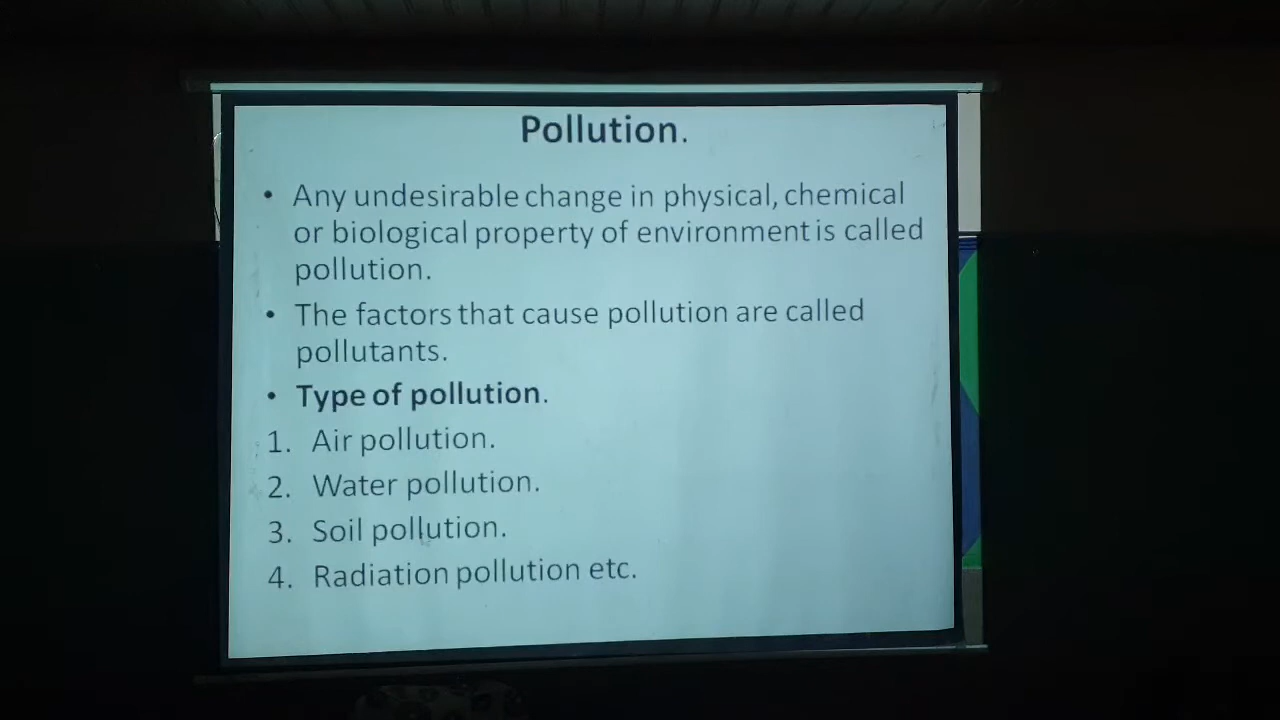 Pollution.
• Any undesirable change in physical, chemical
or biological property of environment is called
pollution.
• The factors that cause pollution are called
pollutants.
• Type of pollution.
1. Air pollution.
2. Water pollution.
3. Soil pollution.
4. Radiation pollution etc.